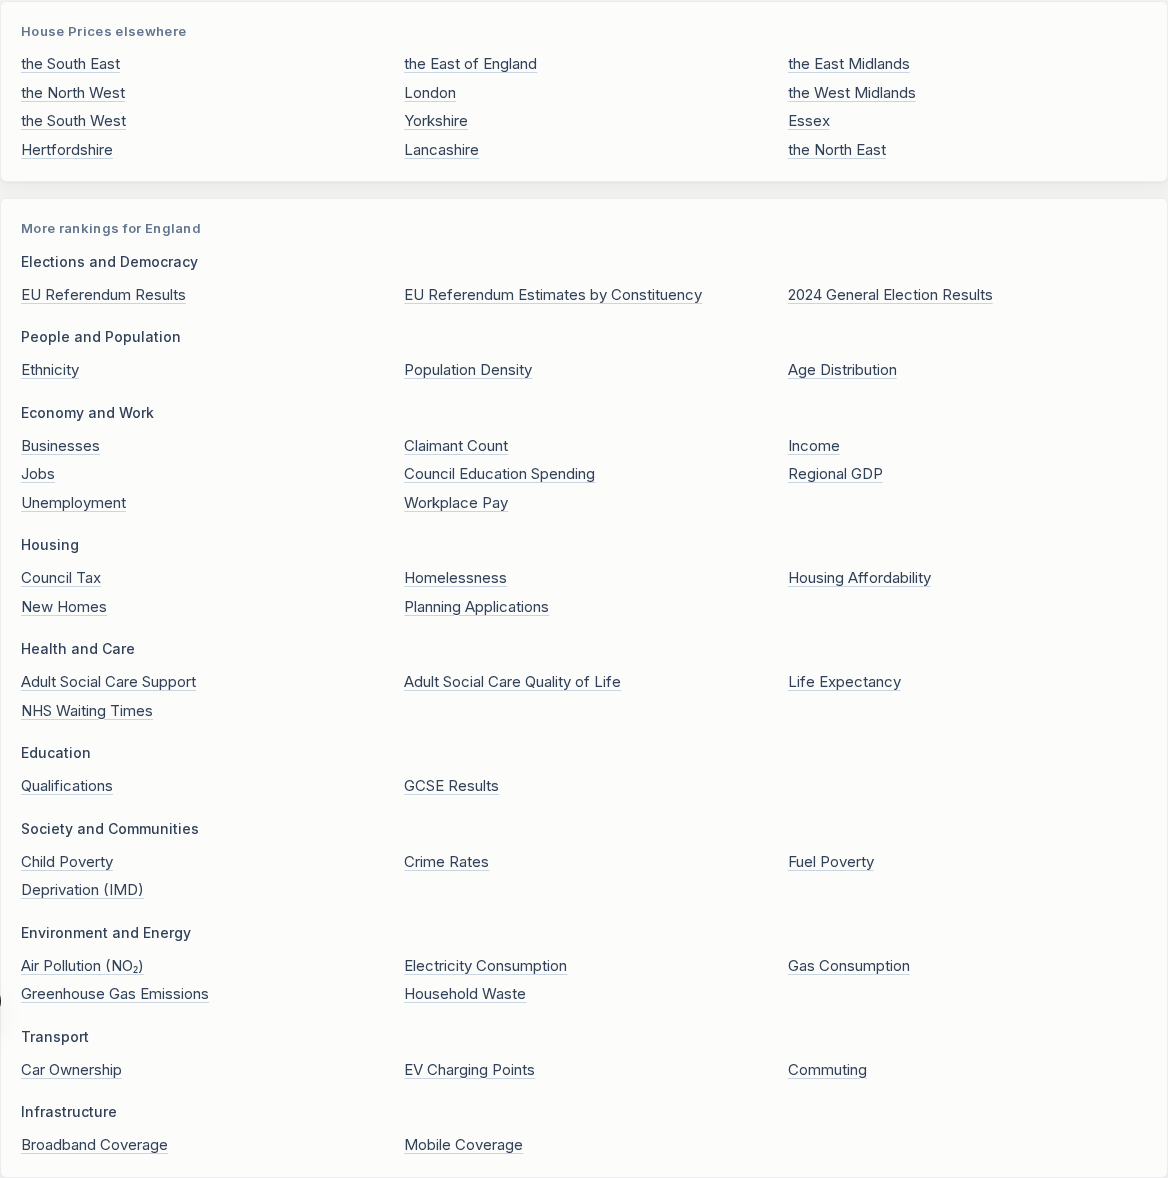 House Prices elsewhere
the South East the East of England the East Midlands
the North West London the West Midlands
the South West Yorkshire Essex
Hertfordshire Lancashire the North East
More rankings for England
Elections and Democracy
EU Referendum Results EU Referendum Estimates by Constituency 2024 General Election Results
People and Population
Ethnicity Population Density Age Distribution
Economy and Work
Businesses Claimant Count Income
Jobs Council Education Spending Regional GDP
Unemployment Workplace Pay
Housing
Council Tax Homelessness Housing Affordability
New Homes Planning Applications
Health and Care
Adult Social Care Support Adult Social Care Quality of Life Life Expectancy
NHS Waiting Times
Education
Qualifications GCSE Results
Society and Communities
Child Poverty Crime Rates Fuel Poverty
Deprivation (IMD)
Environment and Energy
Air Pollution (NO₂) Electricity Consumption Gas Consumption
Greenhouse Gas Emissions Household Waste
Transport
Car Ownership EV Charging Points Commuting
Infrastructure
Broadband Coverage Mobile Coverage